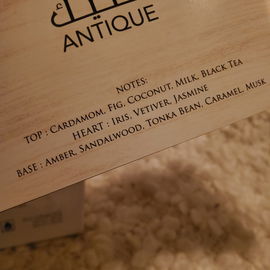 ANTIQUE
NOTES:
TOP : CARDAMOM, FIG, COCONUT, MILK, BLACK TEA
HEART : IRIS, VETIVER, JASMINE
BASE : AMBER, SANDALWOOD, TONKA BEAN, CARAMEL, MUSK